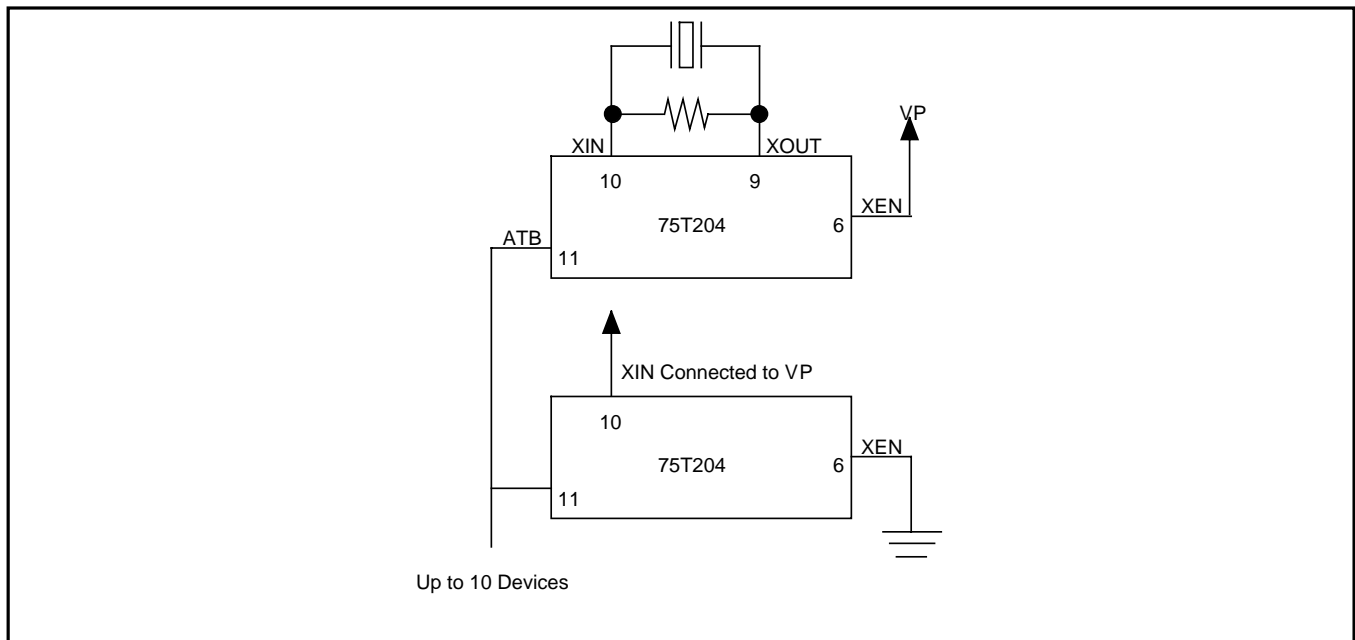 VP
XIN
XOUT
10
9
XEN
75T204
6
ATB
11
XIN Connected to VP
10
XEN
75T204
6
11
Up to 10 Devices